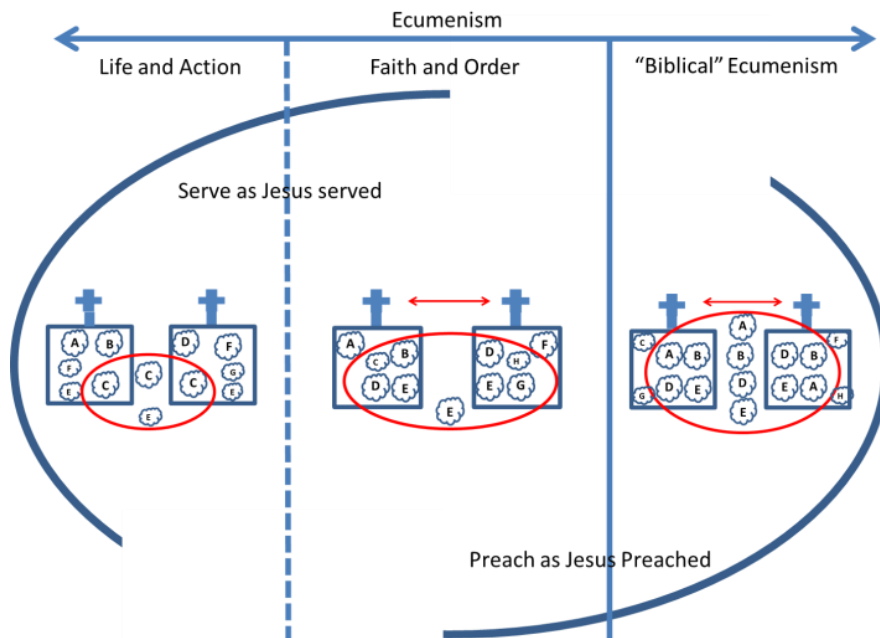 Ecumenism
Life and Action
Faith and Order
“Biblical” Ecumenism
Serve as Jesus served
A B
F
E C
C
E
D F
G
C E
A B
C
D E
E
D F
H
E G
C
A B
D E
G
A
B
D
E
F
D B
E A
H
Preach as Jesus Preached